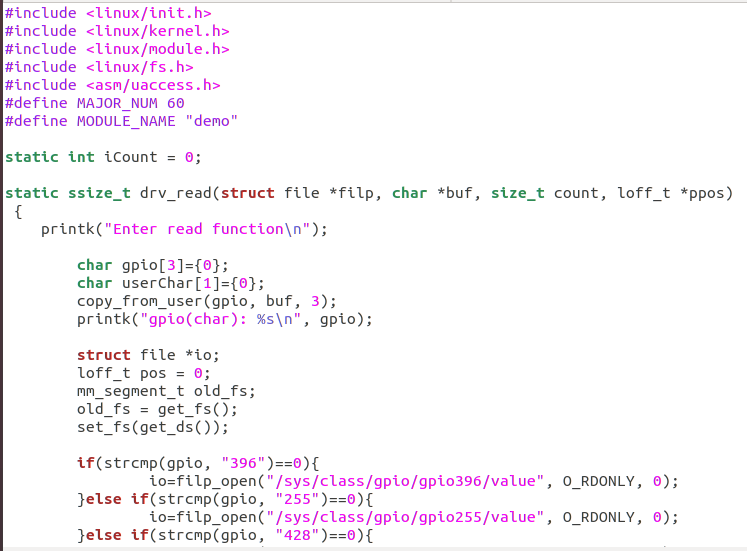 #include <linux/init.h>
#include <linux/kernel.h>
#include <linux/module.h>
#include <linux/fs.h>
#include <asm/uaccess.h>
#define MAJOR_NUM 60
#define MODULE_NAME "demo"
static int iCount = 0;
static ssize_t drv_read(struct file *filp, char *buf, size_t count, loff_t *ppos)
{
printk("Enter read function\n");
char gpio[3]={0};
char userChar[1]={0};
copy_from_user(gpio, buf, 3);
printk("gpio(char): %s\n", gpio);
struct file *io;
loff_t pos = 0;
mm_segment_t old_fs;
old_fs = get_fs();
set_fs(get_ds());
if(strcmp(gpio, "396")==0){
io=filp_open("/sys/class/gpio/gpio396/value", O_RDONLY, 0);
}else if(strcmp(gpio, "255")==0){
io=filp_open("/sys/class/gpio/gpio255/value", O_RDONLY, 0);
}else if(strcmp(gpio, "428")==0){